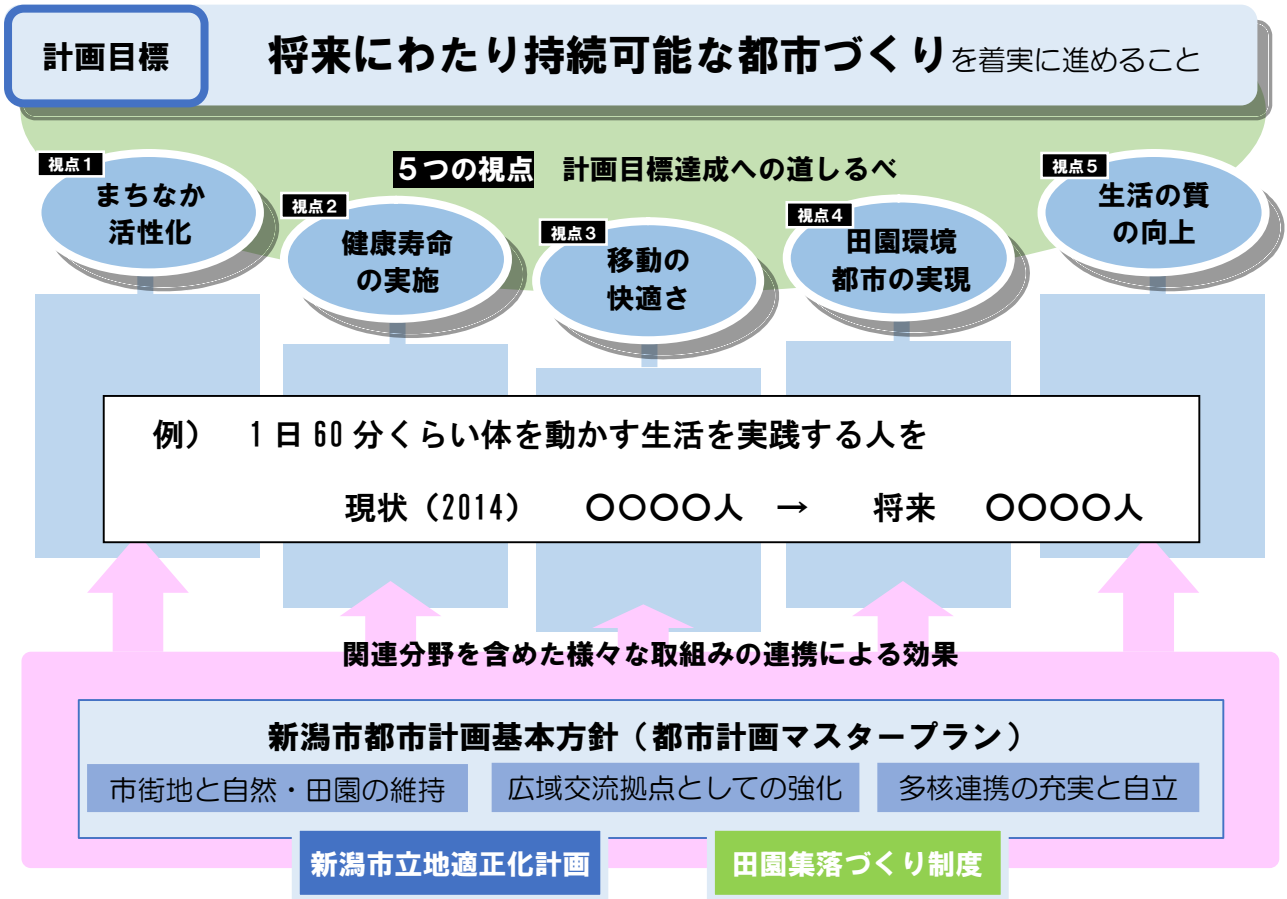 計画目標
将来にわたり持続可能な都市づくりを着実に進めること
5つの視点 計画目標達成への道しるべ
視点1
まちなか
活性化
視点2
健康寿命
の実施
視点3
移動の
快適さ
視点4
田園環境
都市の実現
視点5
生活の質
の向上
例） 1日60分くらい体を動かす生活を実践する人を
現状（2014） 〇〇〇〇人 → 将来 〇〇〇〇人
関連分野を含めた様々な取組みの連携による効果
新潟市都市計画基本方針（都市計画マスタープラン）
市街地と自然・田園の維持
広域交流拠点としての強化
多核連携の充実と自立
新潟市立地適正化計画
田園集落づくり制度